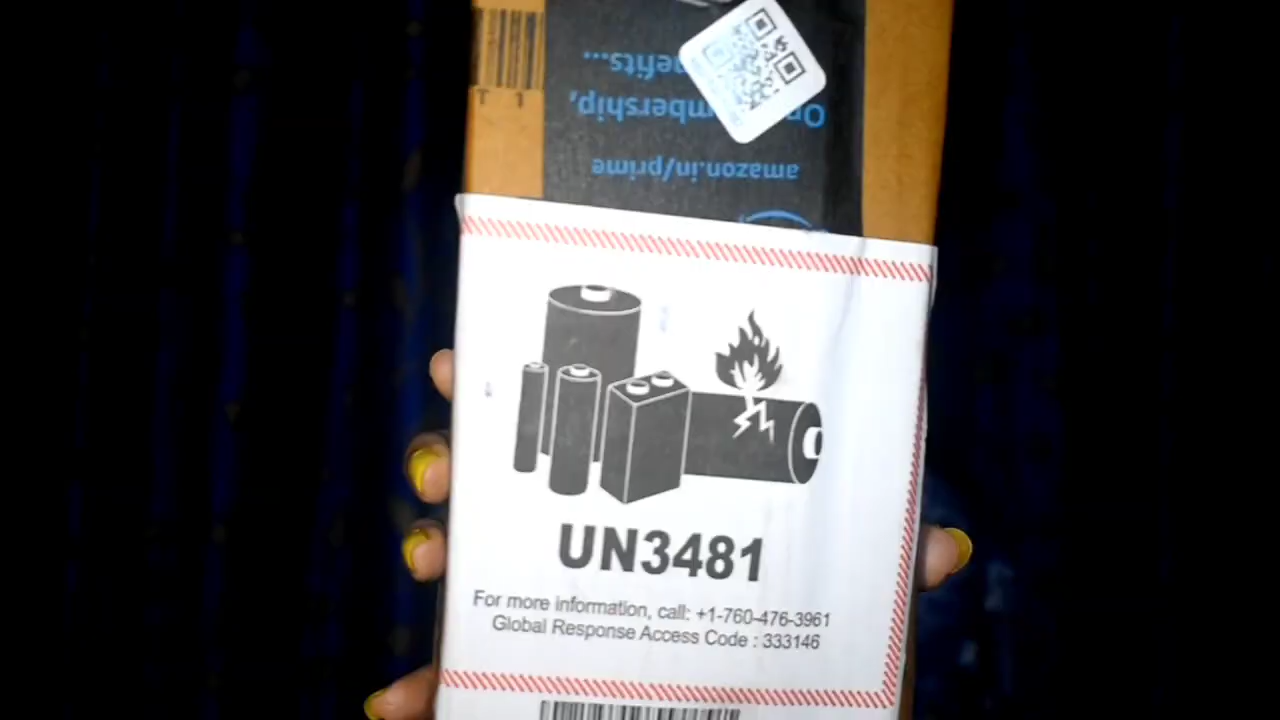 amazon.in/prime
UN3481
For more information, call: +1-760-476-3961
Global Response Access Code : 333146